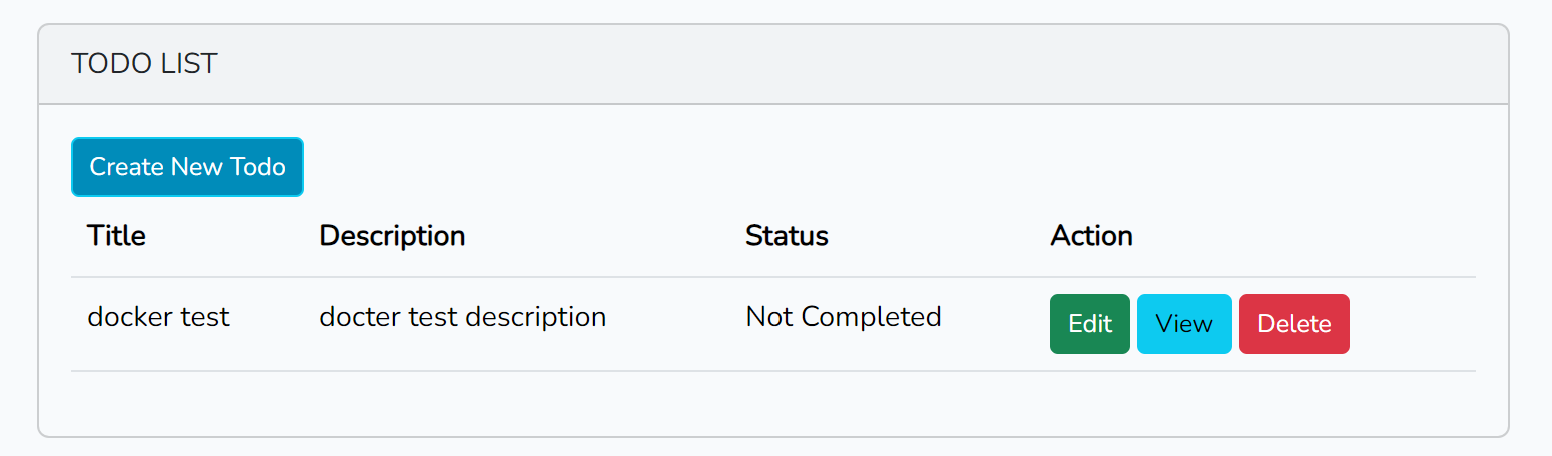 TODO LIST
Create New Todo
Title Description Status Action
docker test docter test description Not Completed Edit View Delete